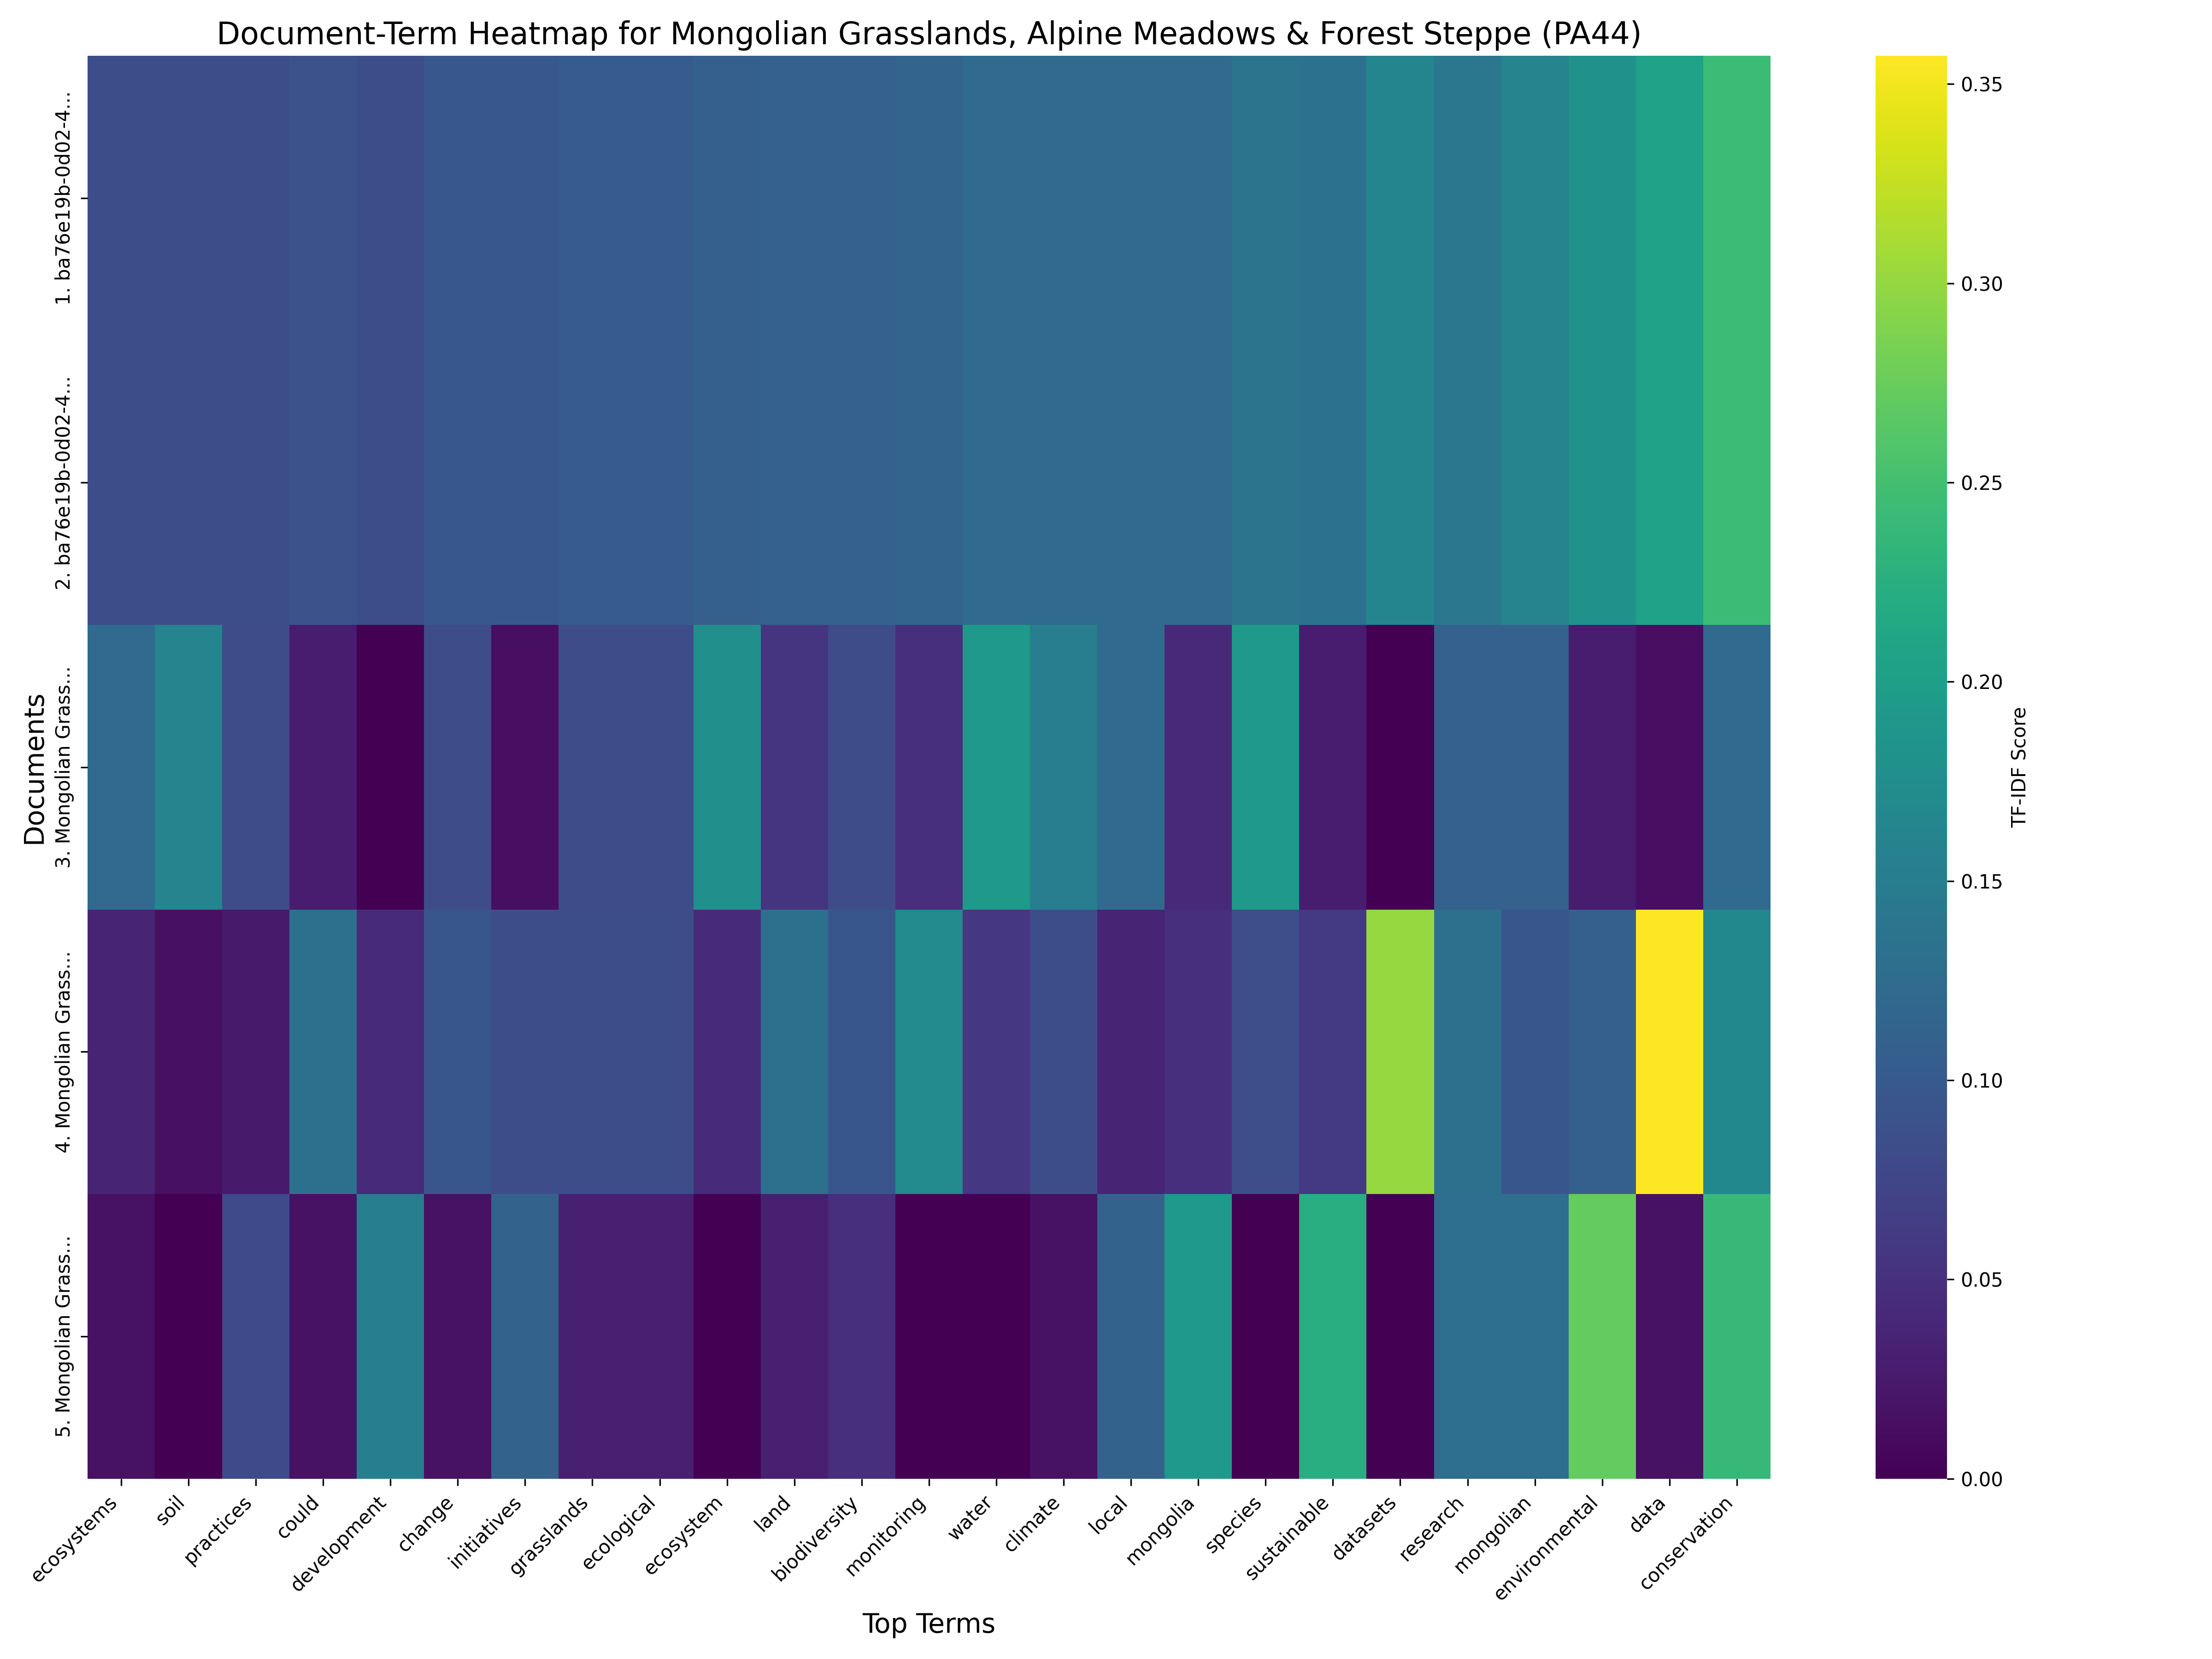 Document-Term Heatmap for Mongolian Grasslands, Alpine Meadows & Forest Steppe (PA44)
Documents
1. ba76e19b-0d02-4...
2. ba76e19b-0d02-4...
3. Mongolian Grass...
4. Mongolian Grass...
5. Mongolian Grass...
ecosystems
soil
practices
could
development
change
initiatives
grasslands
ecological
ecosystem
land
biodiversity
monitoring
water
climate
local
mongolia
species
sustainable
datasets
research
mongolian
environmental
data
conservation
Top Terms
0.35
0.30
0.25
0.20
0.15
0.10
0.05
0.00
TF-IDF Score